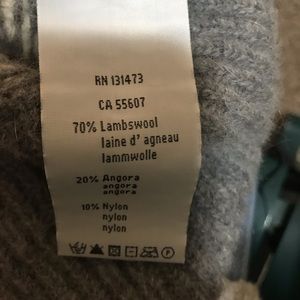 RN 131473
CA 55607
70% Lambswool
laine d' agneau
lammwolle
20% Angora
angora
angora
10% Nylon
nylon
nylon